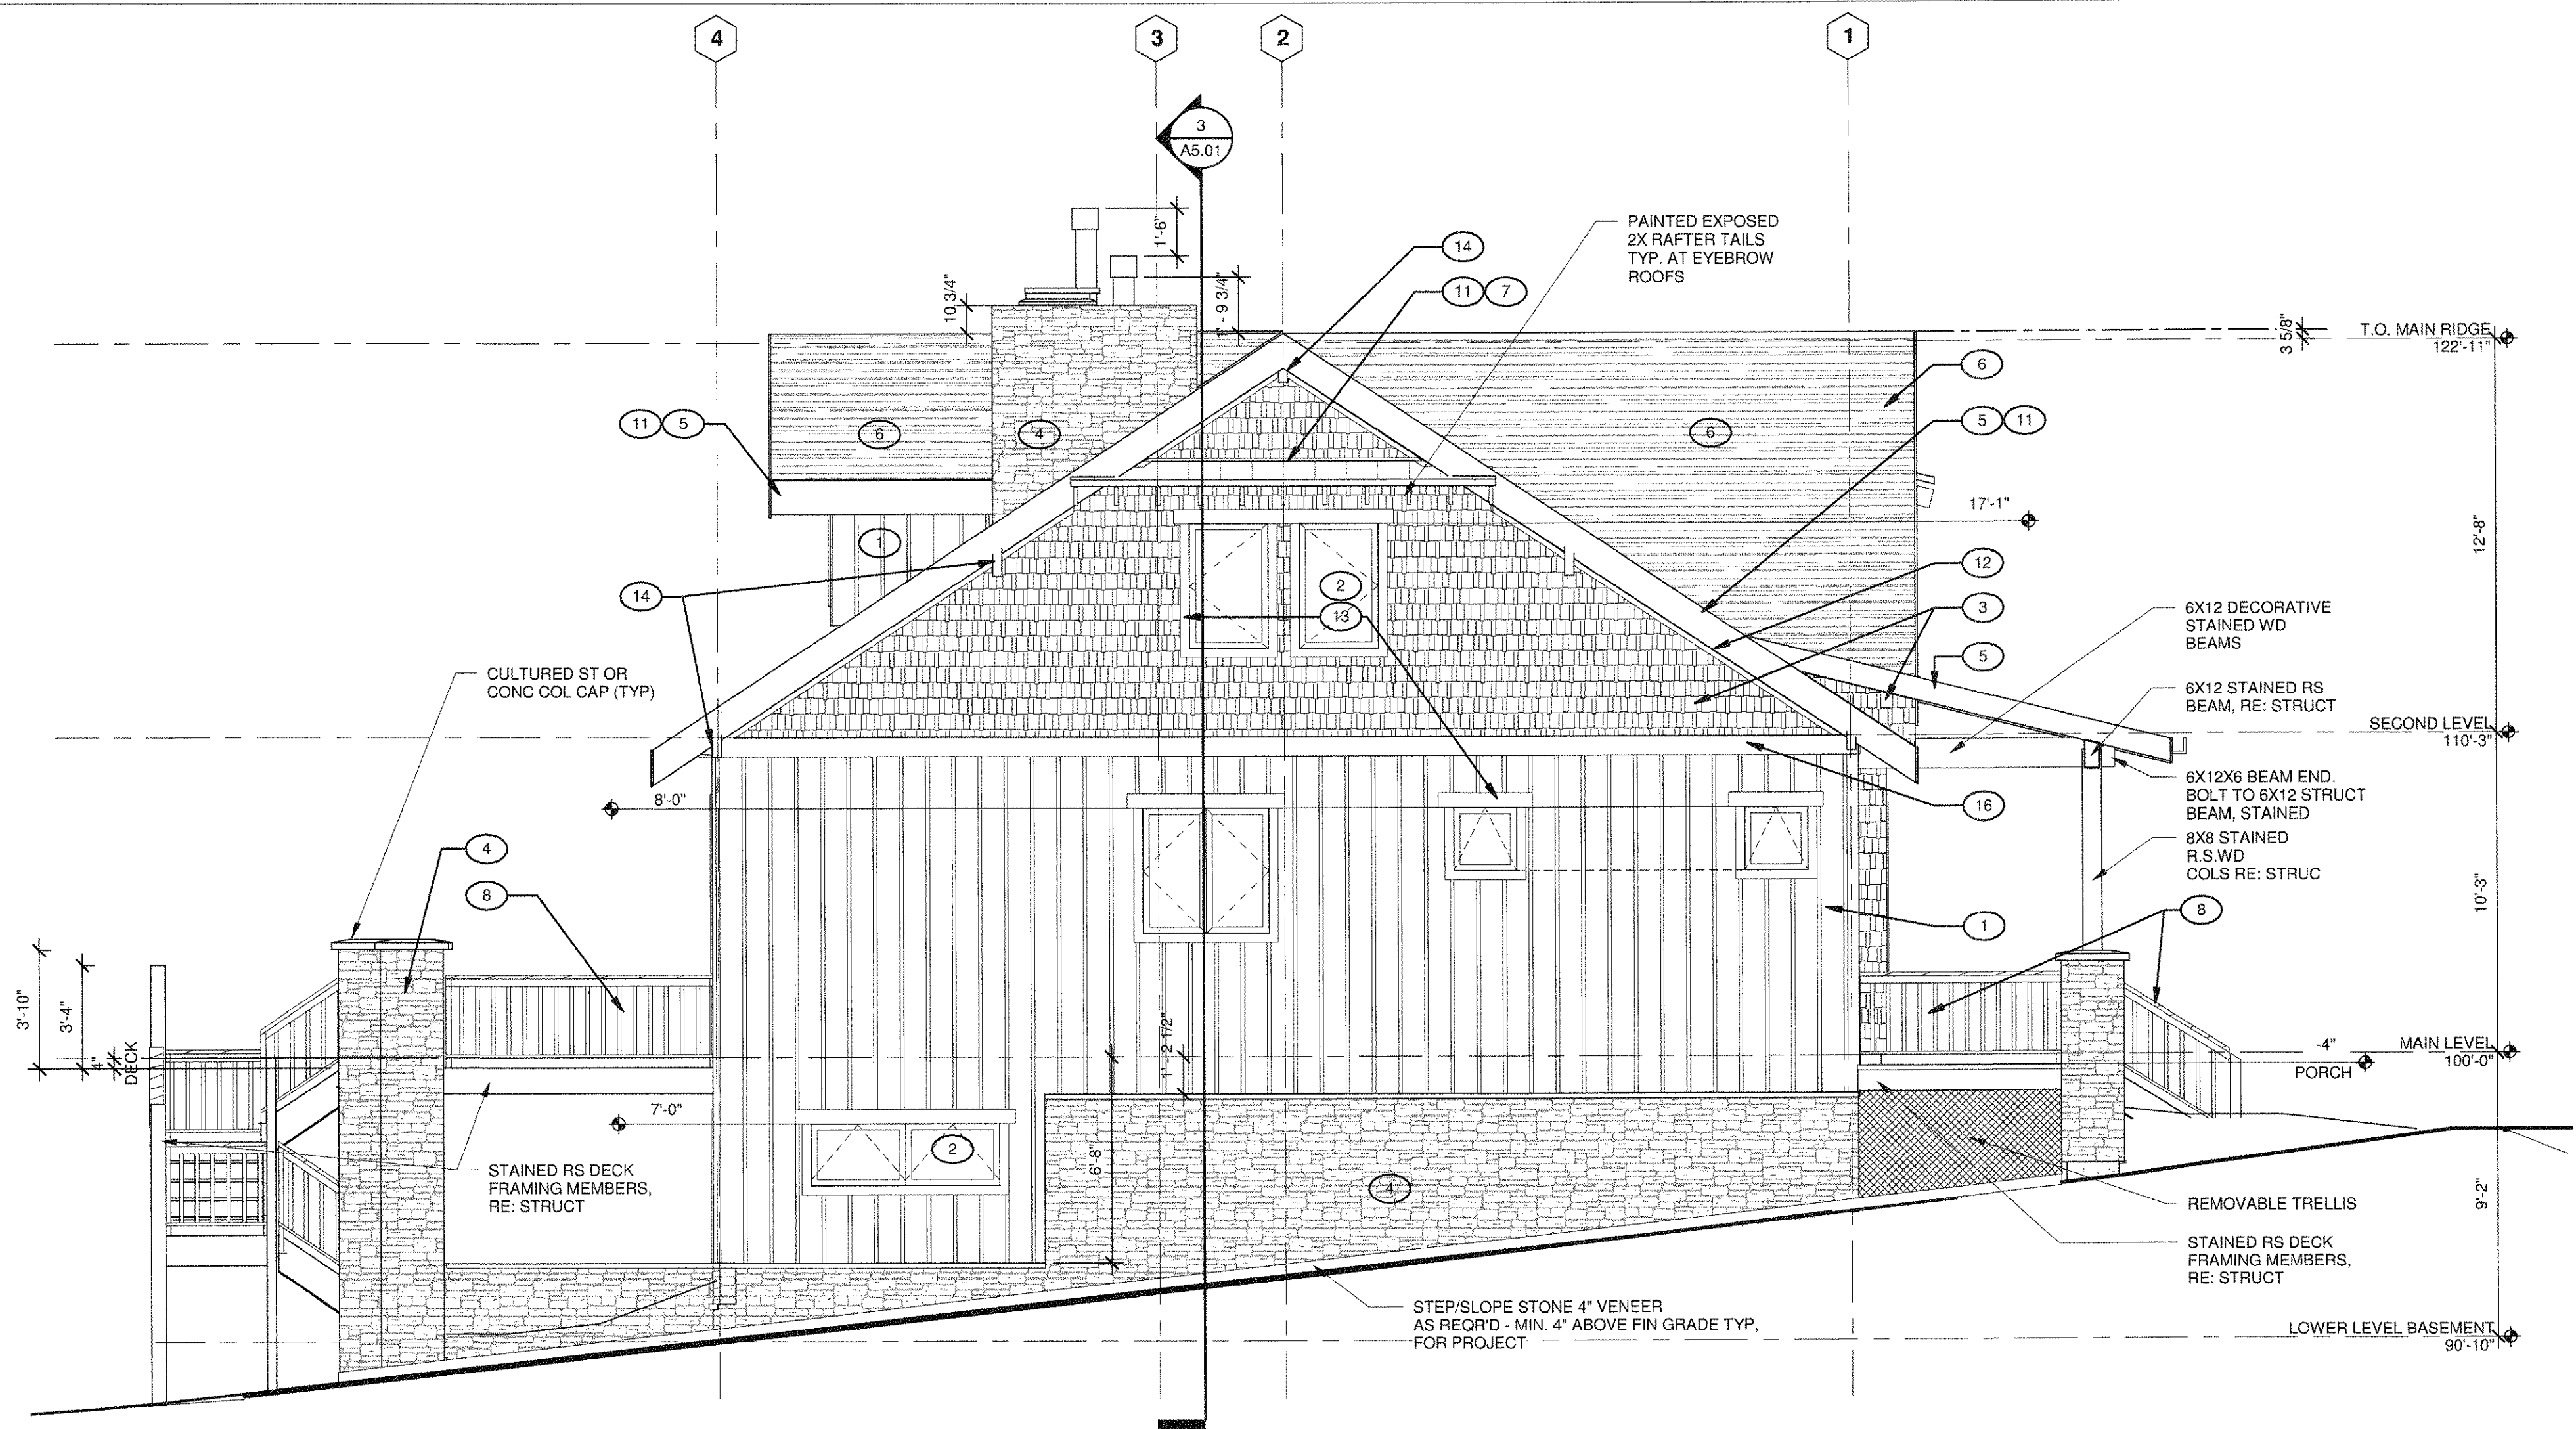 4
3
2
1
3
A5.01
1'-6"
10 3/4"
1' - 9 3/4"
14
11
7
PAINTED EXPOSED
2X RAFTER TAILS
TYP. AT EYEBROW
ROOFS
3 5/8"
T.O. MAIN RIDGE
122'-11"
6
5
11
11
5
6
4
6
17'-1"
12'-8"
1
12
14
2
13
3
5
6X12 DECORATIVE
STAINED WD
BEAMS
CULTURED ST OR
CONC COL CAP (TYP)
6X12 STAINED RS
BEAM, RE: STRUCT
SECOND LEVEL
110'-3"
6X12X6 BEAM END.
BOLT TO 6X12 STRUCT
BEAM, STAINED
8'-0"
16
8X8 STAINED
R.S.WD
COLS RE: STRUC
4
8
10'-3"
1
8
3'-10"
3'-4"
4"
DECK
1' - 2 1/2"
-4"
PORCH
MAIN LEVEL
100'-0"
7'-0"
2
6'-8"
4
STAINED RS DECK
FRAMING MEMBERS,
RE: STRUCT
9'-2"
REMOVABLE TRELLIS
STAINED RS DECK
FRAMING MEMBERS,
RE: STRUCT
STEP/SLOPE STONE 4" VENEER
AS REQR'D - MIN. 4" ABOVE FIN GRADE TYP,
FOR PROJECT
LOWER LEVEL BASEMENT
90'-10"